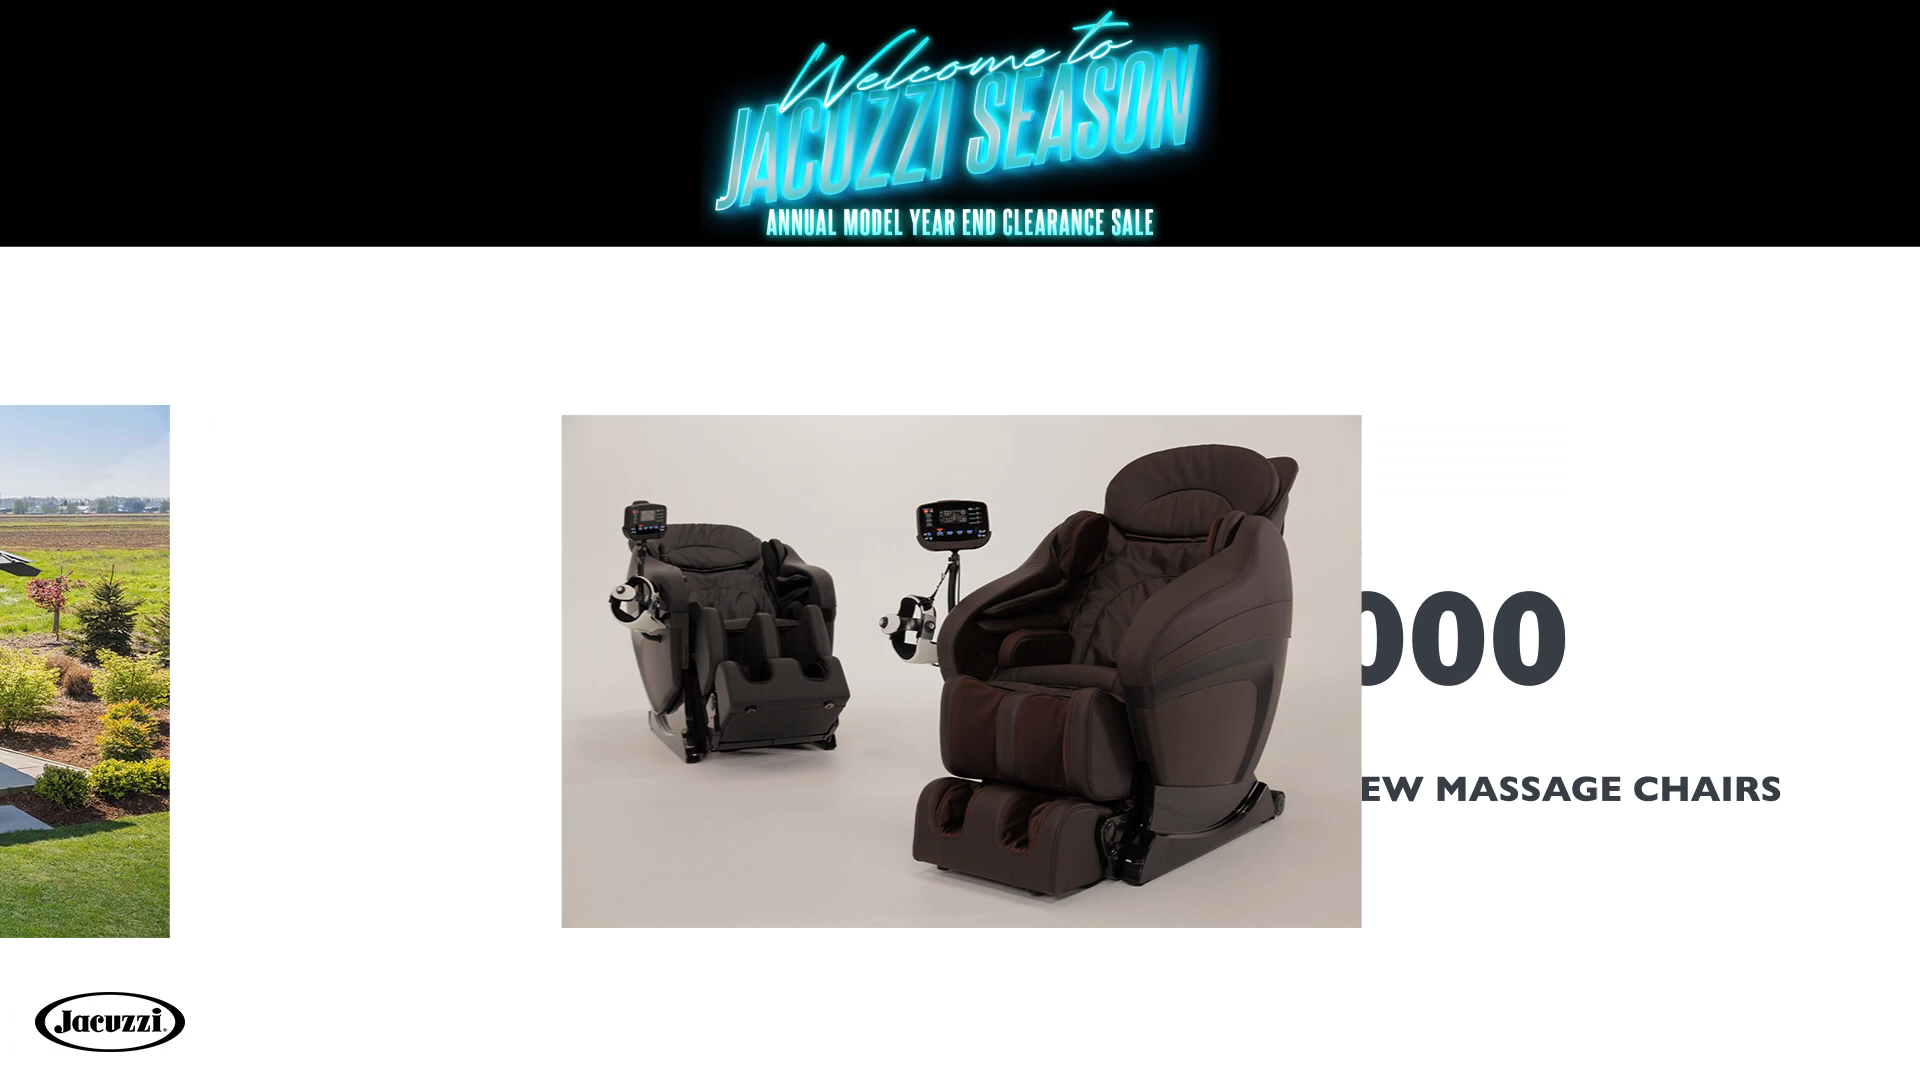 Welcome to
JACUZZI SEASON
ANNUAL MODEL YEAR END CLEARANCE SALE
000
EW MASSAGE CHAIRS
Jacuzzi